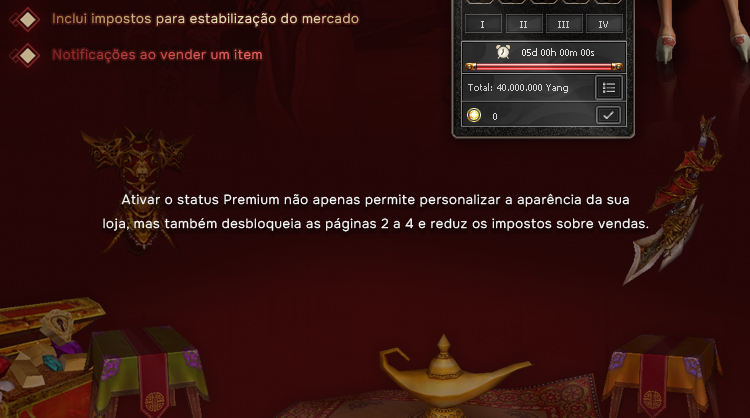 Inclui impostos para estabilização do mercado
Notificações ao vender um item
I II III IV
05d 00h 00m 00s
Total: 40.000.000 Yang
0
Ativar o status Premium não apenas permite personalizar a aparência da sua
loja, mas também desbloqueia as páginas 2 a 4 e reduz os impostos sobre vendas.